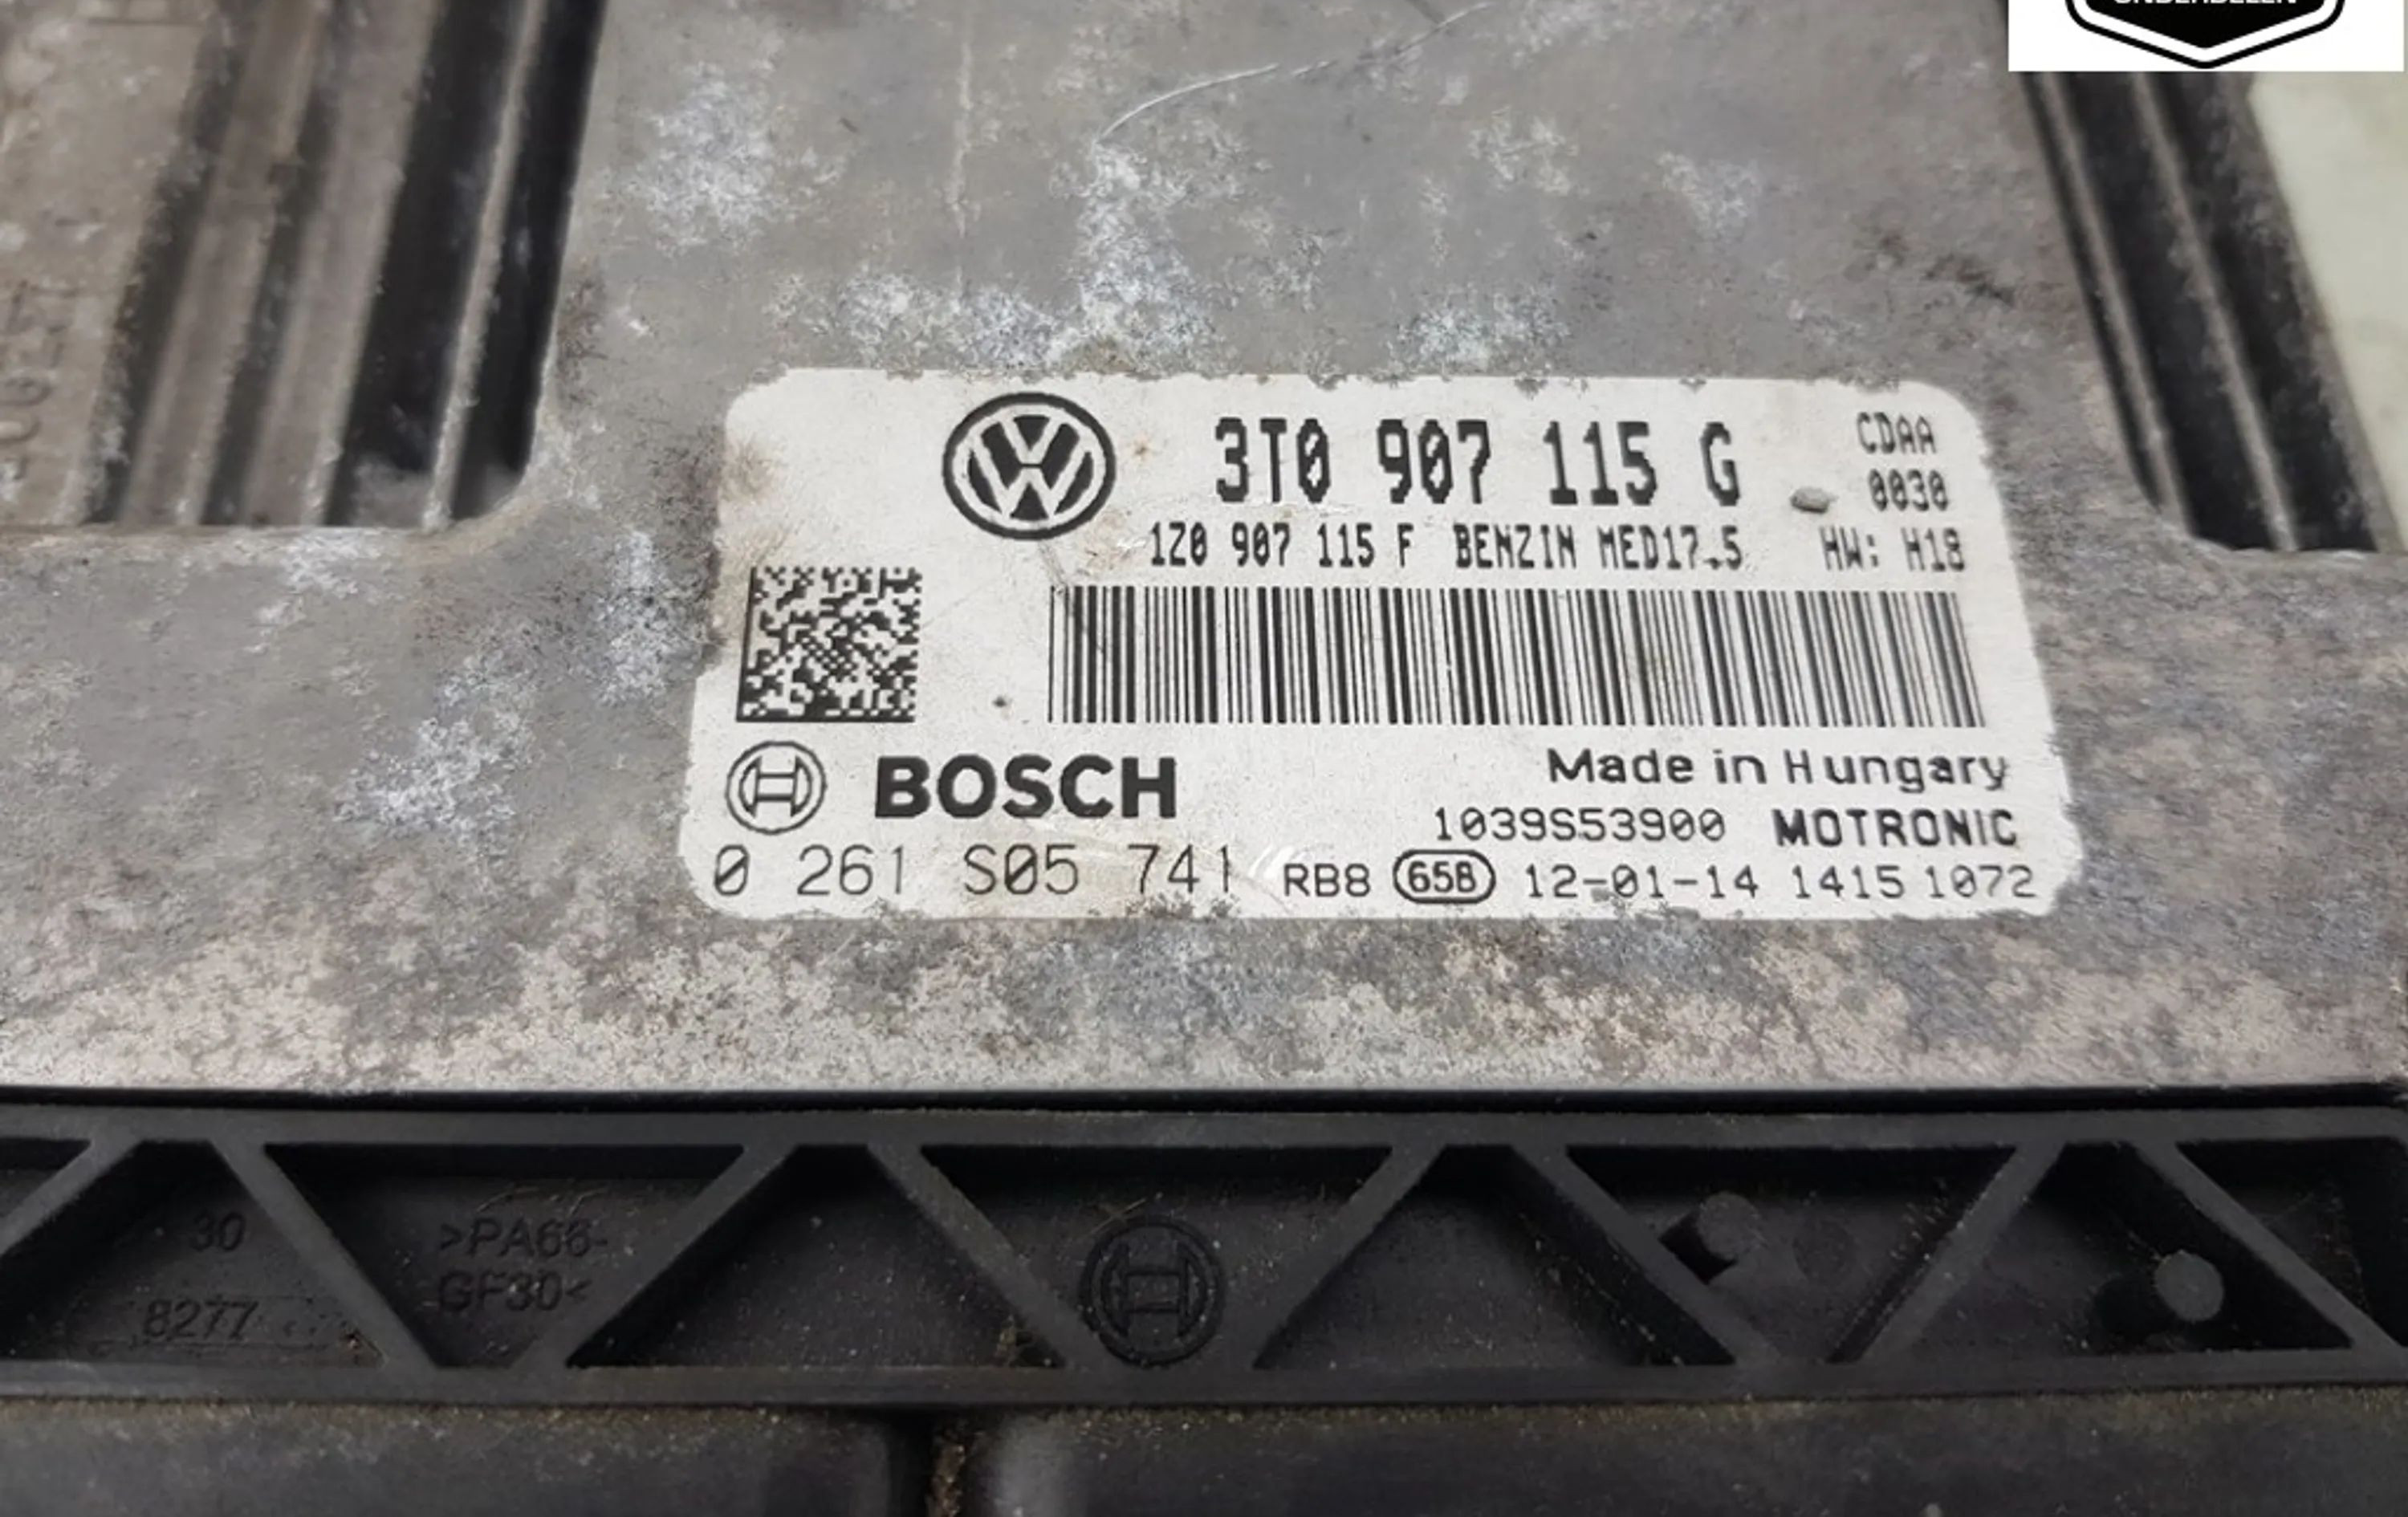 3T0 907 115 G
CDAA
0030
1Z0 907 115 F BENZIN MED17.5 HW: H18
BOSCH
Made in Hungary
1039S53900 MOTRONIC
0 261 S05 741 RB8 65B 12-01-14 1415 1072
30
8277
>PA66-
GF30<